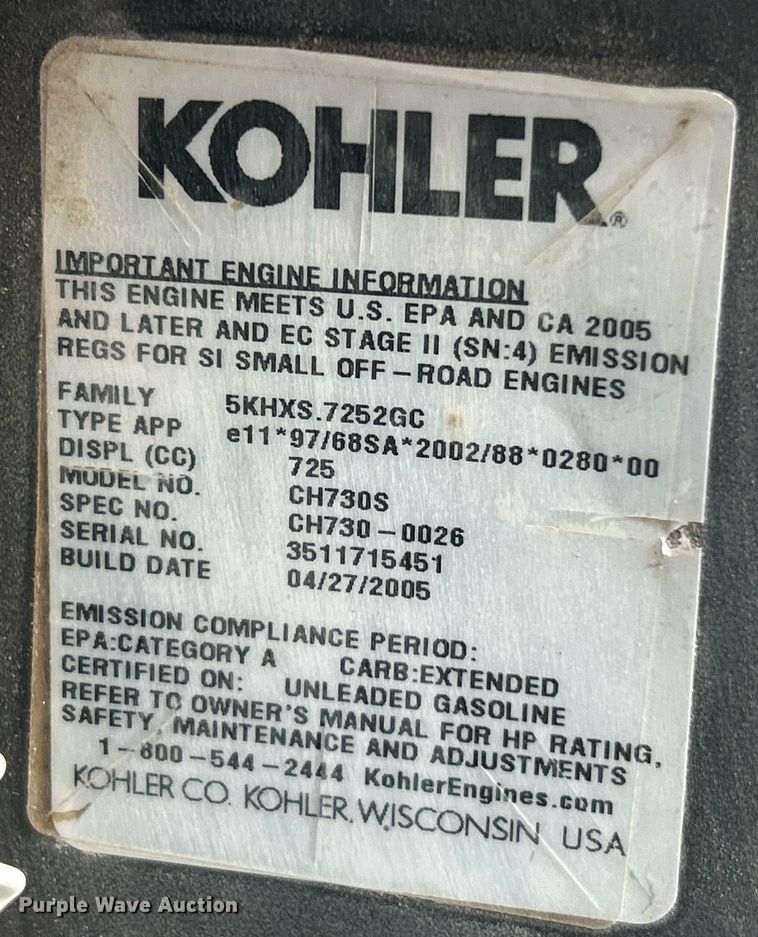 KOHLER®
IMPORTANT ENGINE INFORMATION
THIS ENGINE MEETS U.S. EPA AND CA 2005
AND LATER AND EC STAGE II (SN:4) EMISSION
REGS FOR SI SMALL OFF-ROAD ENGINES
FAMILY 5KHXS.7252GC
TYPE APP e11*97/68SA*2002/88*0280*00
DISPL (CC) 725
MODEL NO. CH730S
SPEC NO. CH730-0026
SERIAL NO. 3511715451
BUILD DATE 04/27/2005
EMISSION COMPLIANCE PERIOD:
EPA:CATEGORY A CARB:EXTENDED
CERTIFIED ON: UNLEADED GASOLINE
REFER TO OWNER'S MANUAL FOR HP RATING,
SAFETY, MAINTENANCE AND ADJUSTMENTS
1-800-544-2444 KohlerEngines.com
KOHLER CO. KOHLER, WISCONSIN USA
Purple Wave Auction